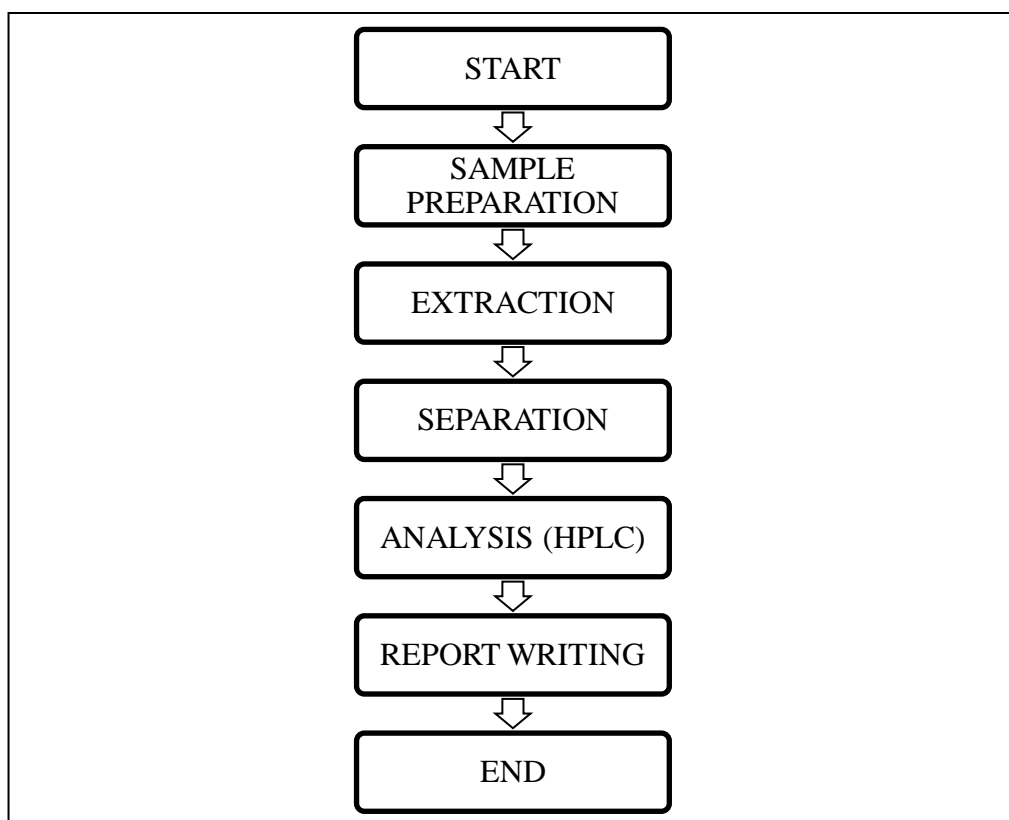 START
SAMPLE
PREPARATION
EXTRACTION
SEPARATION
ANALYSIS (HPLC)
REPORT WRITING
END